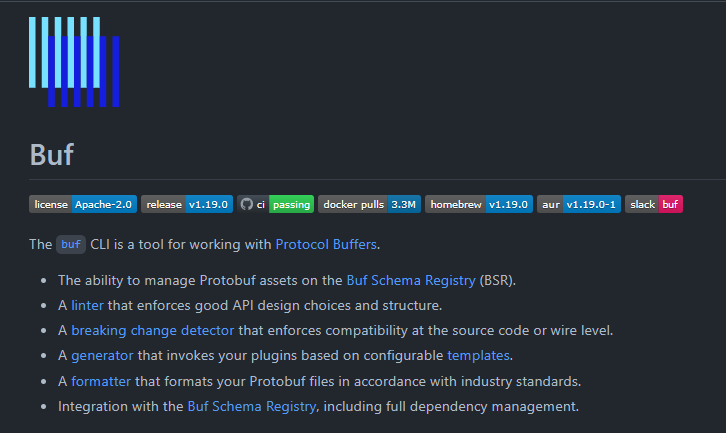 Buf
license Apache-2.0 release v1.19.0 ci passing docker pulls 3.3M homebrew v1.19.0 aur v1.19.0-1 slack buf
The buf CLI is a tool for working with Protocol Buffers.
• The ability to manage Protobuf assets on the Buf Schema Registry (BSR).
• A linter that enforces good API design choices and structure.
• A breaking change detector that enforces compatibility at the source code or wire level.
• A generator that invokes your plugins based on configurable templates.
• A formatter that formats your Protobuf files in accordance with industry standards.
• Integration with the Buf Schema Registry, including full dependency management.